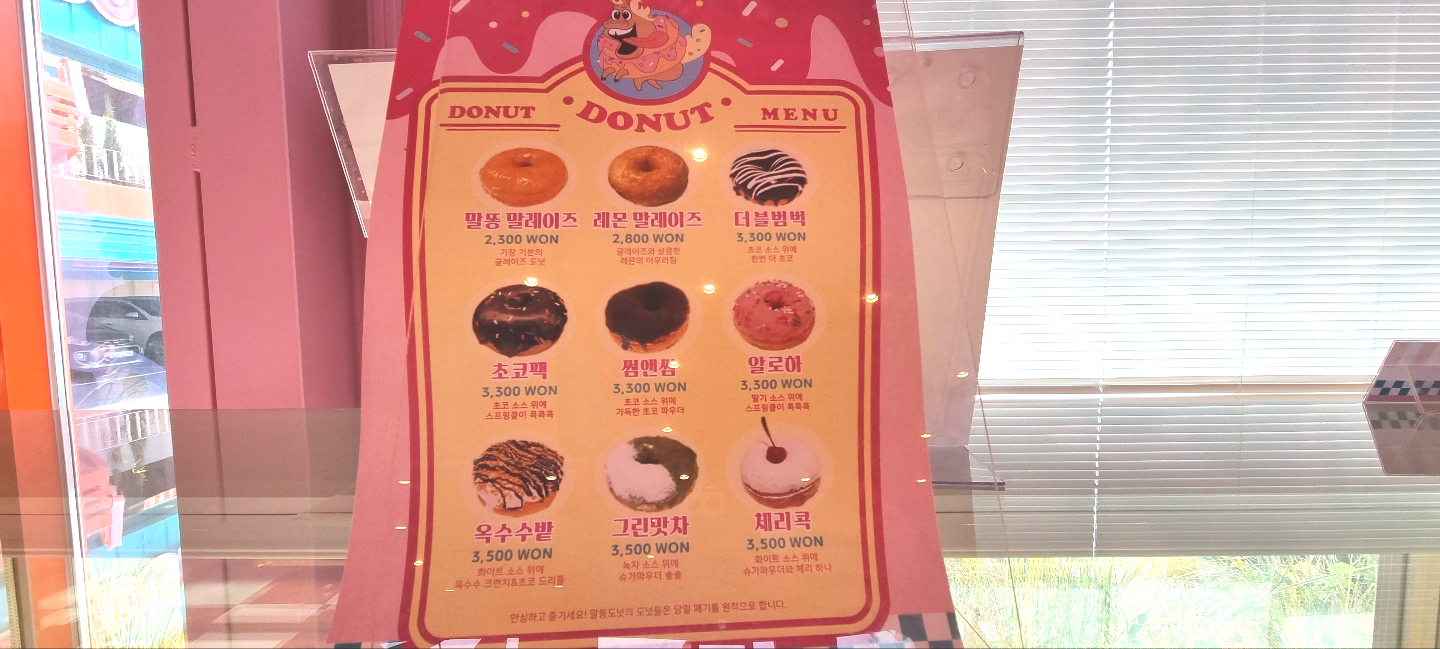 DONUT
DONUT
MENU
말똥 말레이즈
2,300 WON
가장 기본의
글레이즈 도넛
레몬 말레이즈
2,800 WON
글레이즈와 상큼한
레몬의 어우러짐
더블범벅
3,300 WON
초코 소스 위에
한번 더 초코
초코팩
3,300 WON
초코 소스 위에
스프링클이 콕콕콕
썸앤쌈
3,300 WON
초코 소스 위에
가득한 초코 파우더
알로하
3,300 WON
딸기 소스 위에
스프링클이 콕콕콕
옥수수밭
3,500 WON
화이트 소스 위에
옥수수 크런치&초코 드리즐
그린맛차
3,500 WON
녹차 소스 위에
슈가파우더 솔솔
체리콕
3,500 WON
화이트 소스 위에
슈가파우더와 체리 하나
안심하고 즐기세요! 말똥도넛의 도넛들은 당일 폐기를 원칙으로 합니다.